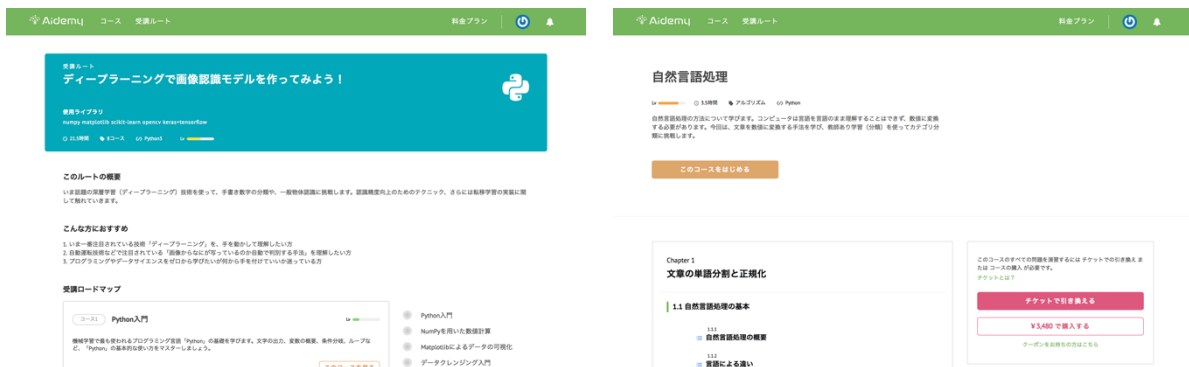 Aidemy コース 受講ルート 料金プラン
受講ルート
ディープラーニングで画像認識モデルを作ってみよう！
使用ライブラリ
numpy matplotlib scikit-learn opencv keras+tensorflow
21.3時間 8コース Python3 Lv
このルートの概要
いま話題の深層学習（ディープラーニング）技術を使って、手書き数字の分類や、一般物体認識に挑戦します。認識精度向上のためのテクニック、さらには転移学習の実装に関
して触れていきます。
こんな方におすすめ
1. いま一番注目されている技術「ディープラーニング」を、手を動かして理解したい方
2. 自動運転技術などで注目されている「画像からなにが写っているのか自動で判別する手法」を理解したい方
3. プログラミングやデータサイエンスをゼロから学びたいが何から手を付けていいか迷っている方
受講ロードマップ
コース1 Python入門 Lv
機械学習で最も使われるプログラミング言語「Python」の基礎を学びます。文字の出力、変数の概要、条件分岐、ループな
ど、「Python」の基本的な使い方をマスターしましょう。
このコースを見る
Python入門
NumPyを用いた数値計算
Matplotlibによるデータの可視化
データクレンジング入門
Aidemy コース 受講ルート 料金プラン
自然言語処理
Lv 3.5時間 アルゴリズム Python
自然言語処理の方法について学びます。コンピュータは言語を言語のまま理解することはできず、数値に変換
する必要があります。今回は、文章を数値に変換する手法を学び、教師あり学習（分類）を使ってカテゴリ分
類に挑戦します。
このコースをはじめる
Chapter 1
文章の単語分割と正規化
1.1 自然言語処理の基本
1.1.1
自然言語処理の概要
1.1.2
言語による違い
このコースのすべての問題を演習するには チケットでの引き換え ま
たは コースの購入 が必要です。
チケットとは？
チケットで引き換える
¥3,480 で購入する
クーポンをお持ちの方はこちら